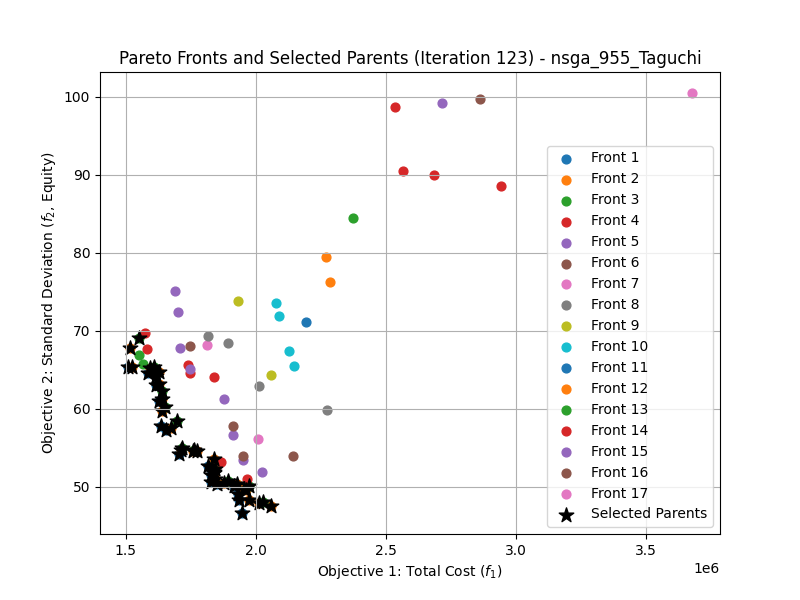 Pareto Fronts and Selected Parents (Iteration 123) - nsga_955_Taguchi
Objective 2: Standard Deviation (f2, Equity)
100
90
80
70
60
50
Front 1
Front 2
Front 3
Front 4
Front 5
Front 6
Front 7
Front 8
Front 9
Front 10
Front 11
Front 12
Front 13
Front 14
Front 15
Front 16
Front 17
Selected Parents
1.5 2.0 2.5 3.0 3.5
1e6
Objective 1: Total Cost (f1)